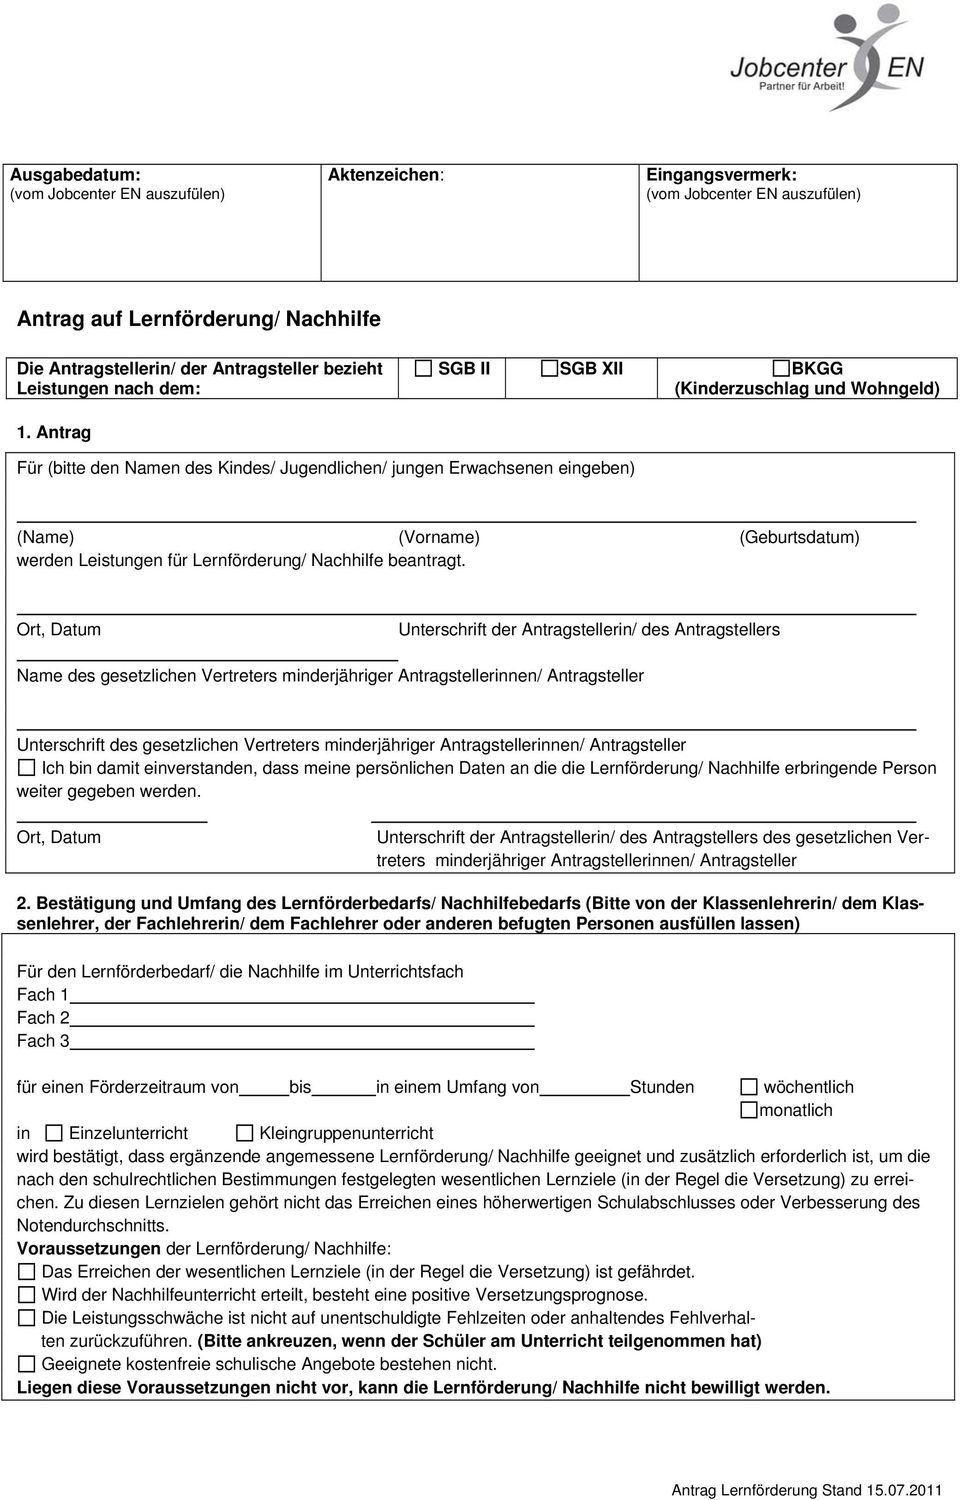 Jobcenter EN
Partner für Arbeit!
Ausgabedatum:
(vom Jobcenter EN auszufülen)
Aktenzeichen:
Eingangsvermerk:
(vom Jobcenter EN auszufülen)
Antrag auf Lernförderung/ Nachhilfe
Die Antragstellerin/ der Antragsteller bezieht
Leistungen nach dem:
☐ SGB II
☐ SGB XII
☐ BKGG
(Kinderzuschlag und Wohngeld)
1. Antrag
Für (bitte den Namen des Kindes/ Jugendlichen/ jungen Erwachsenen eingeben)
(Name) (Vorname) (Geburtsdatum)
werden Leistungen für Lernförderung/ Nachhilfe beantragt.
Ort, Datum Unterschrift der Antragstellerin/ des Antragstellers
Name des gesetzlichen Vertreters minderjähriger Antragstellerinnen/ Antragsteller
Unterschrift des gesetzlichen Vertreters minderjähriger Antragstellerinnen/ Antragsteller
☐ Ich bin damit einverstanden, dass meine persönlichen Daten an die die Lernförderung/ Nachhilfe erbringende Person
weiter gegeben werden.
Ort, Datum Unterschrift der Antragstellerin/ des Antragstellers des gesetzlichen Ver-
treters minderjähriger Antragstellerinnen/ Antragsteller
2. Bestätigung und Umfang des Lernförderbedarfs/ Nachhilfebedarfs (Bitte von der Klassenlehrerin/ dem Klas-
senlehrer, der Fachlehrerin/ dem Fachlehrer oder anderen befugten Personen ausfüllen lassen)
Für den Lernförderbedarf/ die Nachhilfe im Unterrichtsfach
Fach 1
Fach 2
Fach 3
für einen Förderzeitraum von bis in einem Umfang von Stunden ☐ wöchentlich
☐ monatlich
in ☐ Einzelunterricht ☐ Kleingruppenunterricht
wird bestätigt, dass ergänzende angemessene Lernförderung/ Nachhilfe geeignet und zusätzlich erforderlich ist, um die
nach den schulrechtlichen Bestimmungen festgelegten wesentlichen Lernziele (in der Regel die Versetzung) zu errei-
chen. Zu diesen Lernzielen gehört nicht das Erreichen eines höherwertigen Schulabschlusses oder Verbesserung des
Notendurchschnitts.
Voraussetzungen der Lernförderung/ Nachhilfe:
☐ Das Erreichen der wesentlichen Lernziele (in der Regel die Versetzung) ist gefährdet.
☐ Wird der Nachhilfeunterricht erteilt, besteht eine positive Versetzungsprognose.
☐ Die Leistungsschwäche ist nicht auf unentschuldigte Fehlzeiten oder anhaltendes Fehlverhal-
ten zurückzuführen. (Bitte ankreuzen, wenn der Schüler am Unterricht teilgenommen hat)
☐ Geeignete kostenfreie schulische Angebote bestehen nicht.
Liegen diese Voraussetzungen nicht vor, kann die Lernförderung/ Nachhilfe nicht bewilligt werden.
Antrag Lernförderung Stand 15.07.2011